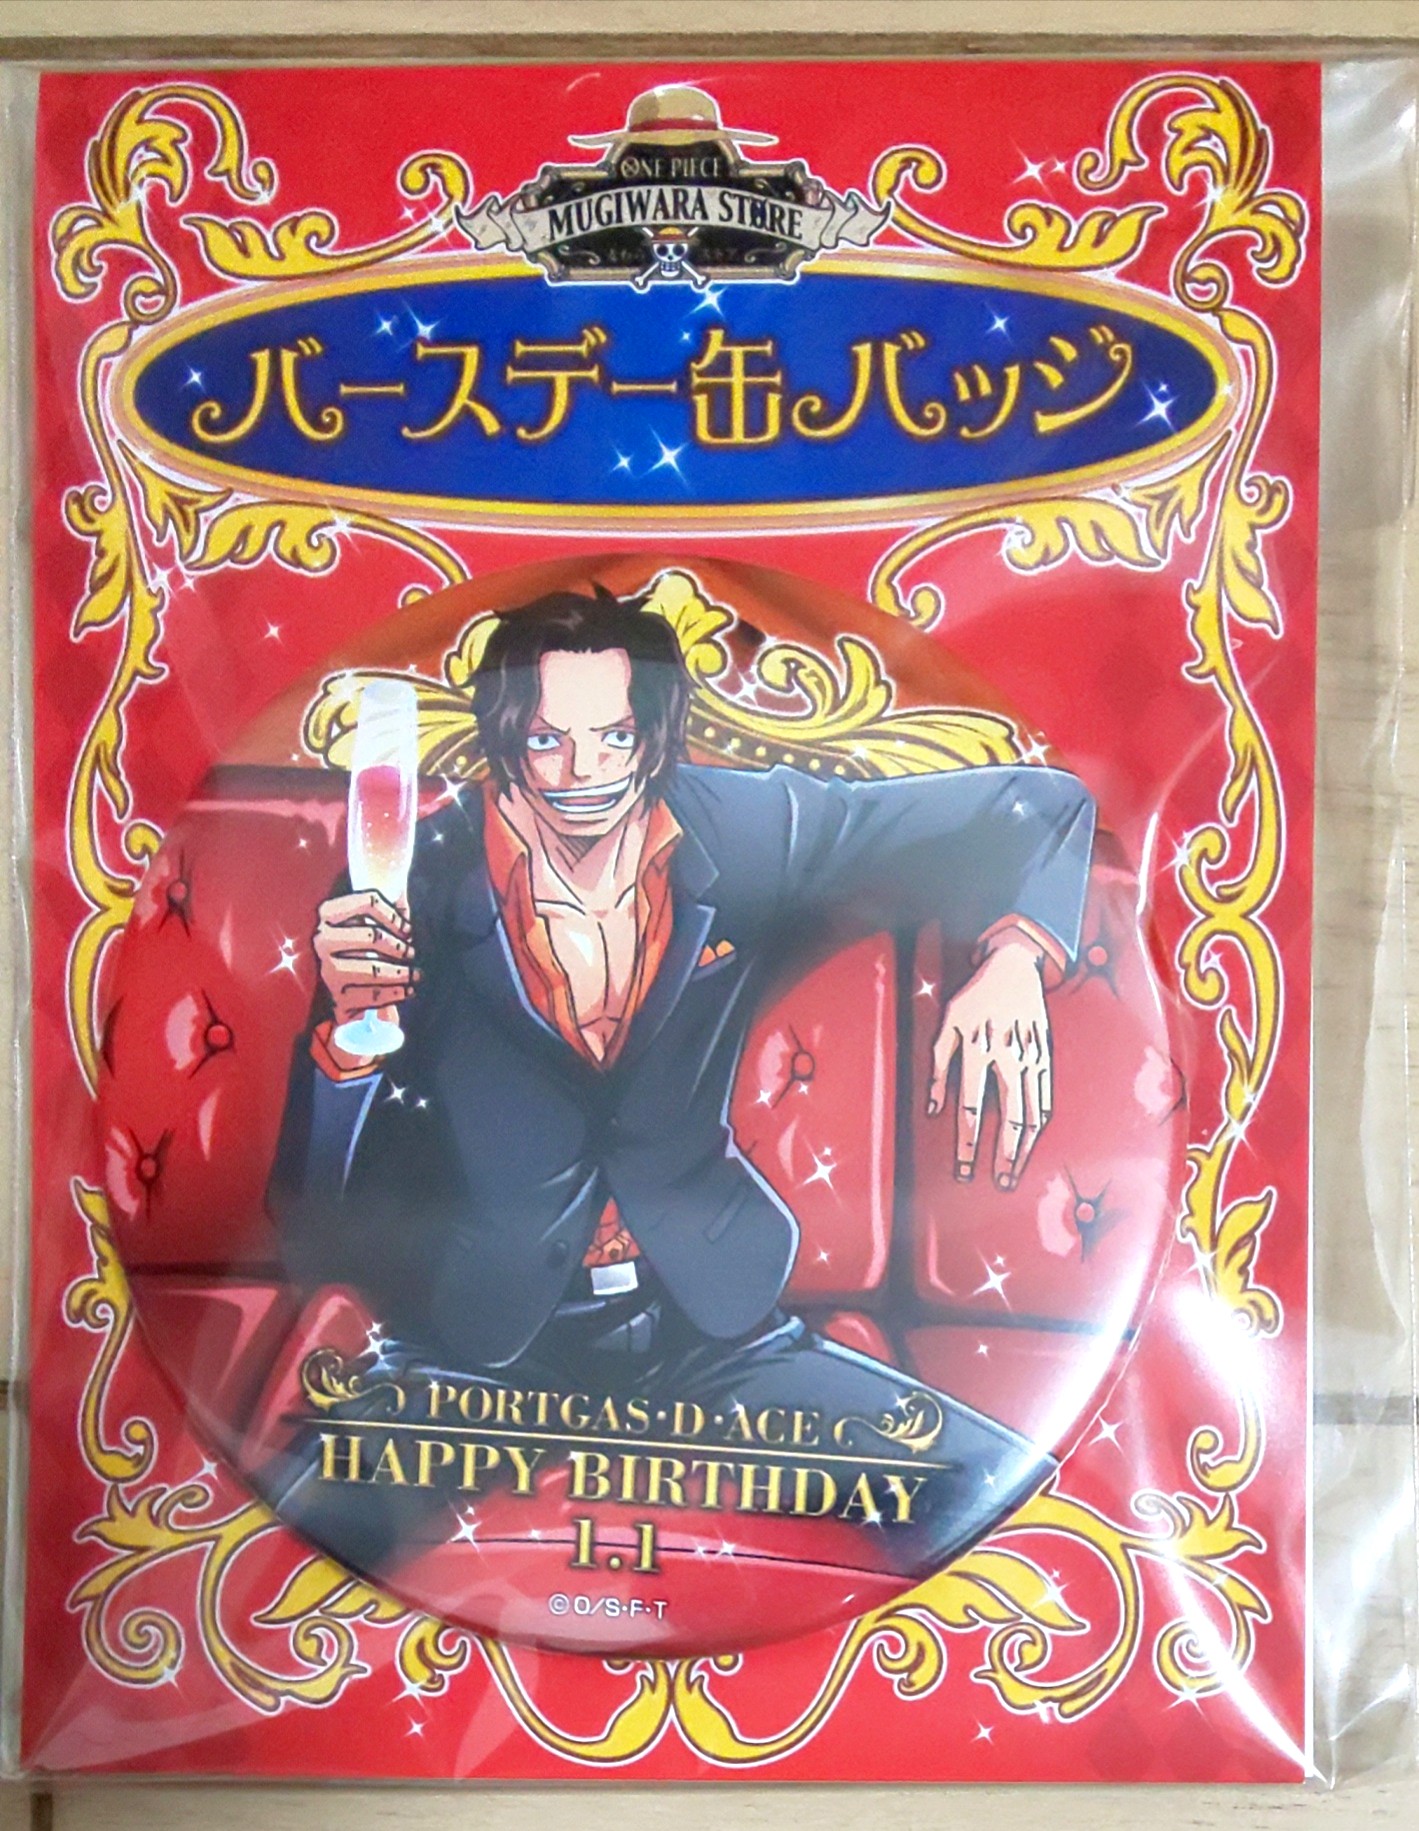 ONE PIECE
MUGIWARA STORE
バースデー缶バッジ
PORTGAS・D・ACE
HAPPY BIRTHDAY
1.1
©O/S・F・T